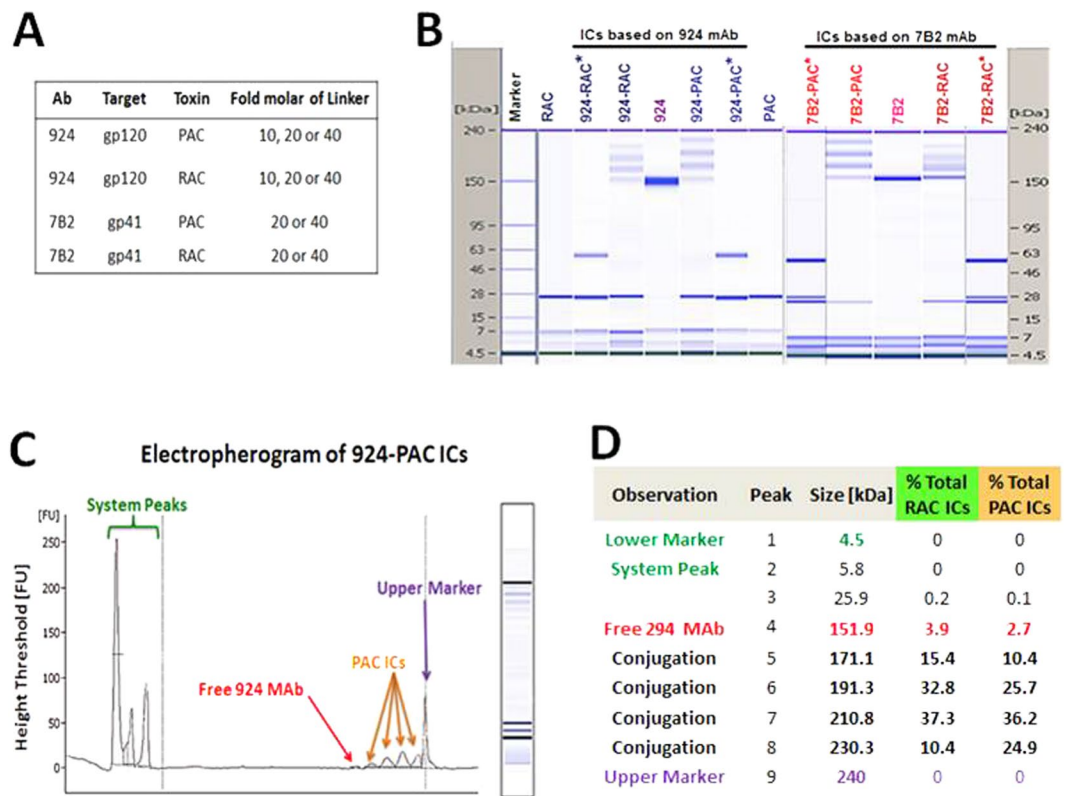 A
Ab Target Toxin Fold molar of Linker
924 gp120 PAC 10, 20 or 40
924 gp120 RAC 10, 20 or 40
7B2 gp41 PAC 20 or 40
7B2 gp41 RAC 20 or 40
B
ICs based on 924 mAb
ICs based on 7B2 mAb
Marker
RAC
924-RAC*
924-RAC
924
924-PAC
924-PAC*
PAC
7B2-PAC*
7B2-PAC
7B2
7B2-RAC
7B2-RAC*
[kDa]
240
150
95
63
46
28
15
7
4.5
[kDa]
240
150
95
63
46
28
15
7
4.5
C
Electropherogram of 924-PAC ICs
System Peaks
[FU]
250
200
150
100
50
0
Height Threshold [FU]
Upper Marker
PAC ICs
Free 924 MAb
D
Observation Peak Size [kDa] % Total RAC ICs % Total PAC ICs
Lower Marker 1 4.5 0 0
System Peak 2 5.8 0 0
3 25.9 0.2 0.1
Free 294 MAb 4 151.9 3.9 2.7
Conjugation 5 171.1 15.4 10.4
Conjugation 6 191.3 32.8 25.7
Conjugation 7 210.8 37.3 36.2
Conjugation 8 230.3 10.4 24.9
Upper Marker 9 240 0 0